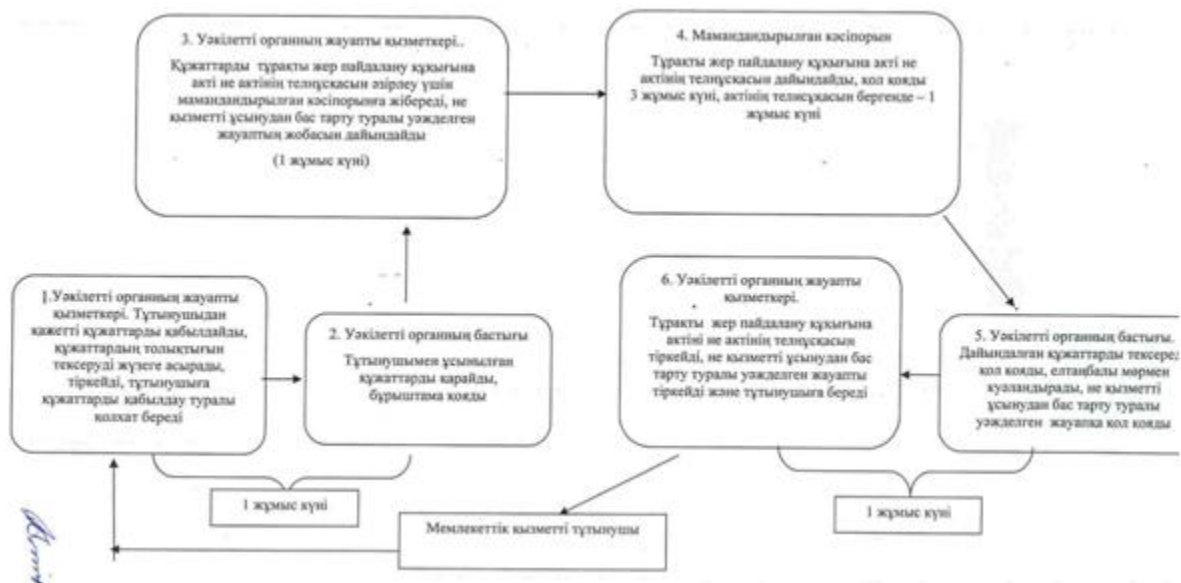 3. Уәкілетті органның жауапты қызметкері..
Құжаттарды тұрақты жер пайдалану құқығына
акті не актінің телнұсқасын әзірлеу үшін
мамандандырылған кәсіпорынға жібереді, не
қызметті ұсынудан бас тарту туралы уәжделген
жауаптың жобасын дайындайды
(1 жұмыс күні)
4. Мамандандырылған кәсіпорын
Тұрақты жер пайдалану құқығына акті не
актінің телнұсқасын дайындайды, қол қояды
3 жұмыс күні, актінің телнсұқасын бергенде – 1
жұмыс күні
1.Уәкілетті органның жауапты
қызметкері. Тұтынушыдан
қажетті құжаттарды қабылдайды,
құжаттардың толықтығын
тексеруді жүзеге асырады,
тіркейді, тұтынушыға
құжаттарды қабылдау туралы
қолхат береді
2. Уәкілетті органның бастығы
Тұтынушымен ұсынылған
құжаттарды қарайды,
бұрыштама қояды
6. Уәкілетті органның жауапты
қызметкері.
Тұрақты жер пайдалану құқығына
актіні не актінің телнұсқасын
тіркейді, не қызметті ұсынудан бас
тарту туралы уәжделген жауапты
тіркейді және тұтынушыға береді
5. Уәкілетті органның бастығы.
Дайындалған құжаттарды тексеред
қол қояды, елтаңбалы мөрмен
куәландырады, не қызметті
ұсынудан бас тарту туралы
уәжделген жауапқа қол қояды
1 жұмыс күні
1 жұмыс күні
Мемлекеттік қызметті тұтынушы